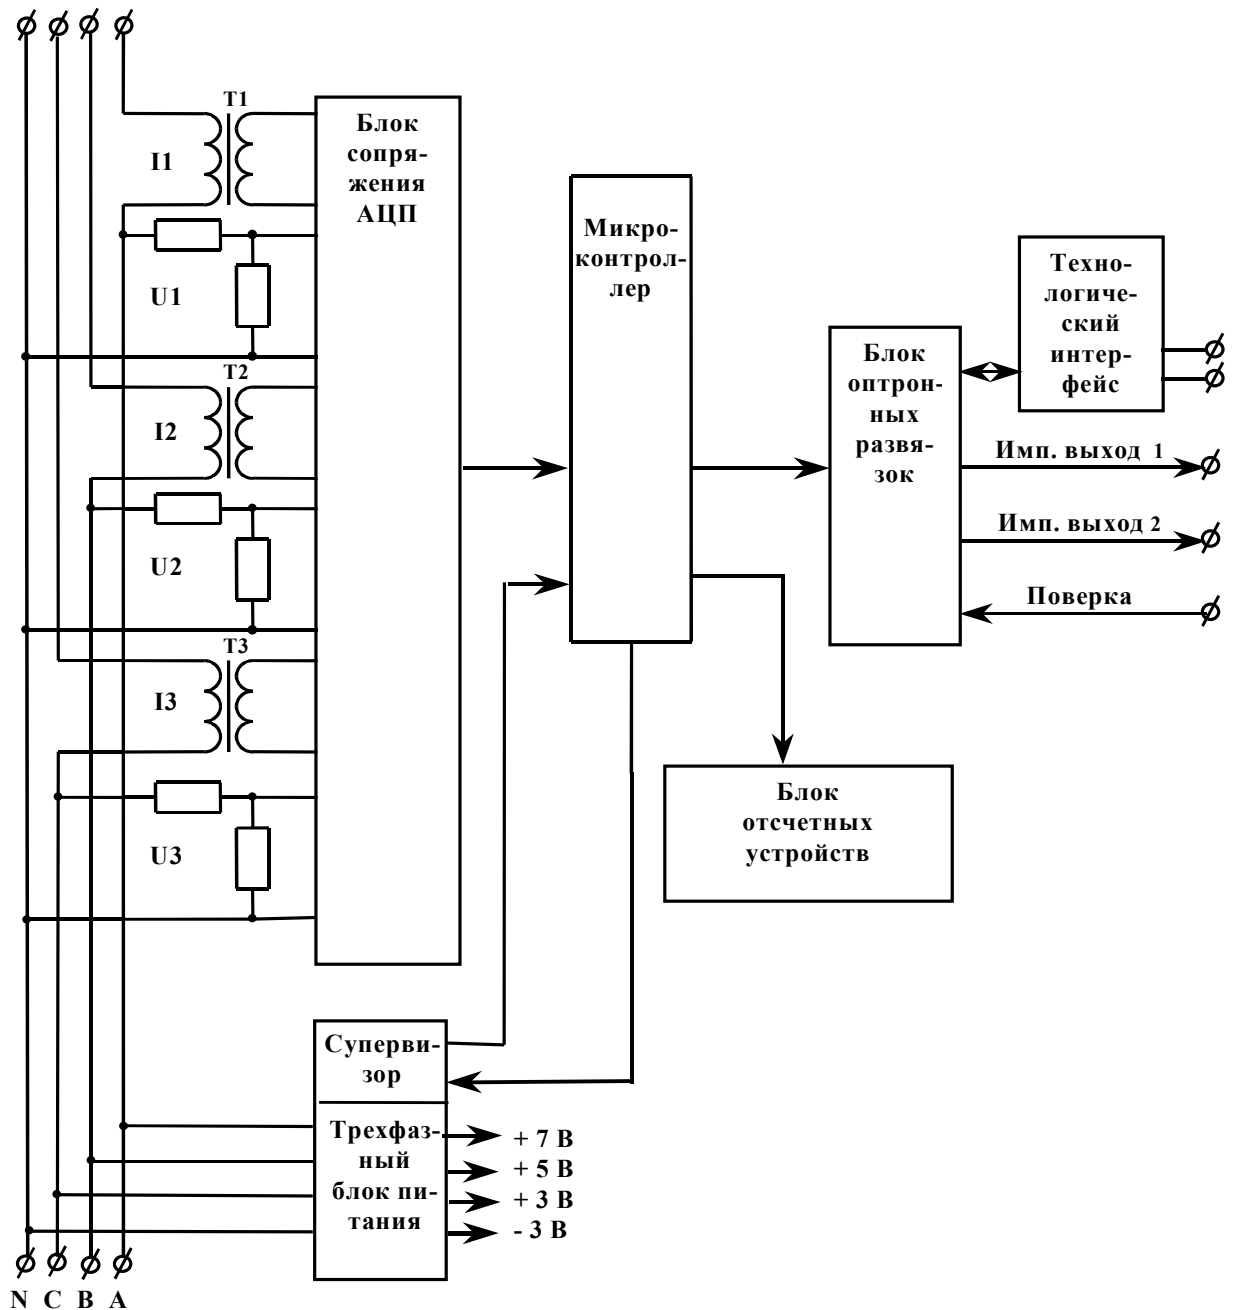 T1
I1
U1
T2
I2
U2
T3
I3
U3
Блок
сопря-
жения
АЦП
Микро-
контрол-
лер
Блок
оптрон-
ных
развя-
зок
Техно-
логиче-
ский
интер-
фейс
Имп. выход 1
Имп. выход 2
Поверка
Блок
отсчетных
устройств
Суперви-
зор
Трехфаз-
ный
блок пи-
тания
+ 7 В
+ 5 В
+ 3 В
- 3 В
N C B A